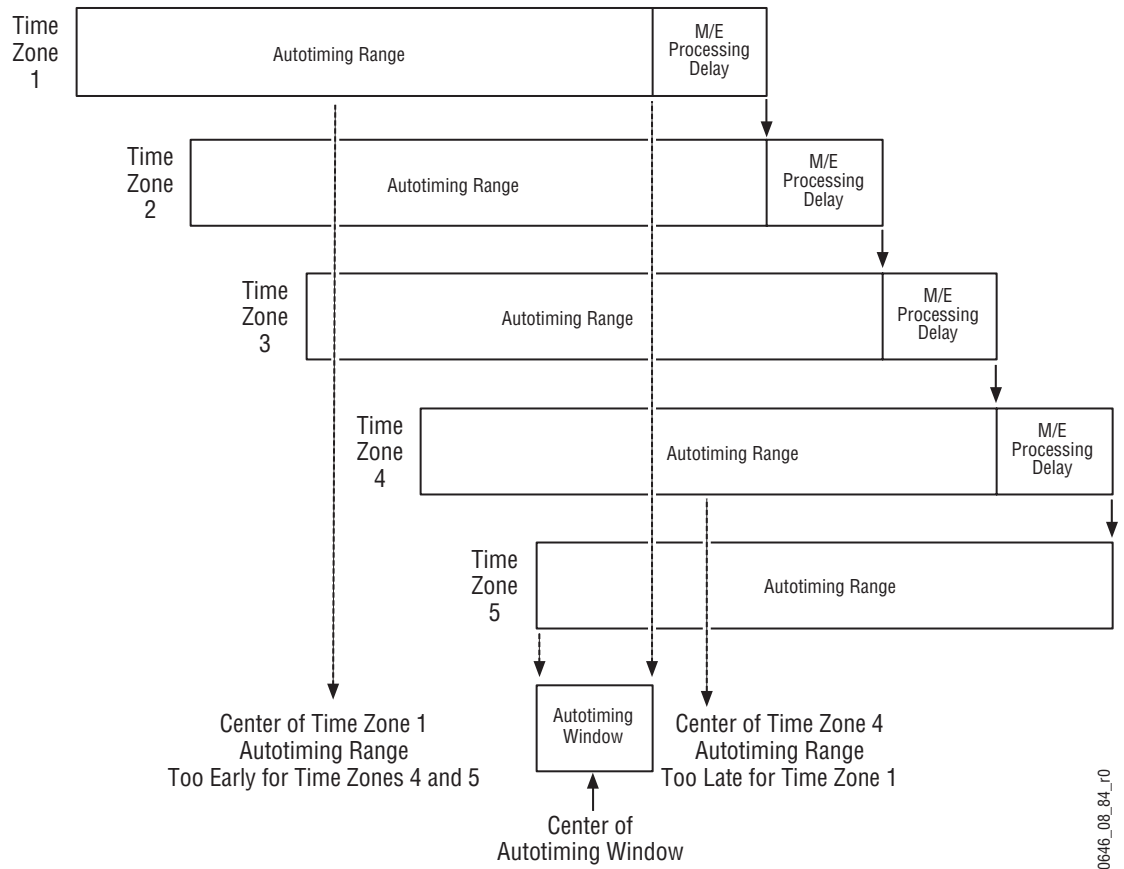 Time
Zone
1
Autotiming Range
M/E
Processing
Delay
Time
Zone
2
Autotiming Range
M/E
Processing
Delay
Time
Zone
3
Autotiming Range
M/E
Processing
Delay
Time
Zone
4
Autotiming Range
M/E
Processing
Delay
Time
Zone
5
Autotiming Range
Center of Time Zone 1
Autotiming Range
Too Early for Time Zones 4 and 5
Autotiming
Window
Center of Time Zone 4
Autotiming Range
Too Late for Time Zone 1
Center of
Autotiming Window
0646_08_84_r0